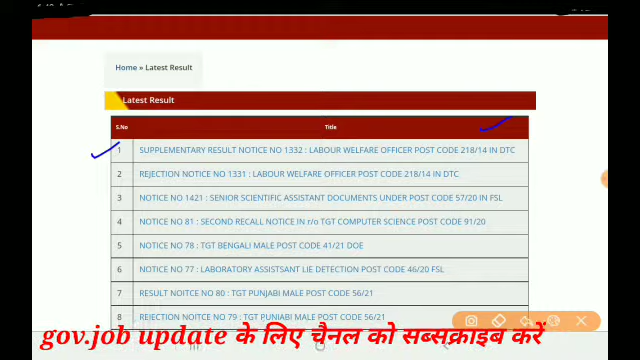 Home » Latest Result
Latest Result
S.No Title
1 SUPPLEMENTARY RESULT NOTICE NO 1332 : LABOUR WELFARE OFFICER POST CODE 218/14 IN DTC
2 REJECTION NOTICE NO 1331 : LABOUR WELFARE OFFICER POST CODE 218/14 IN DTC
3 NOTICE NO 1421 : SENIOR SCIENTIFIC ASSISTANT DOCUMENTS UNDER POST CODE 57/20 IN FSL
4 NOTICE NO 81 : SECOND RECALL NOTICE IN r/o TGT COMPUTER SCIENCE POST CODE 91/20
5 NOTICE NO 78 : TGT BENGALI MALE POST CODE 41/21 DOE
6 NOTICE NO 77 : LABORATORY ASSISTSANT LIE DETECTION POST CODE 46/20 FSL
7 RESULT NOITCE NO 80 : TGT PUNJABI MALE POST CODE 56/21
8 REJECTION NOTICE NO 79 : TGT PUNJABI MALE POST CODE 56/21
gov.job update के लिए चैनल को सब्सक्राइब करें